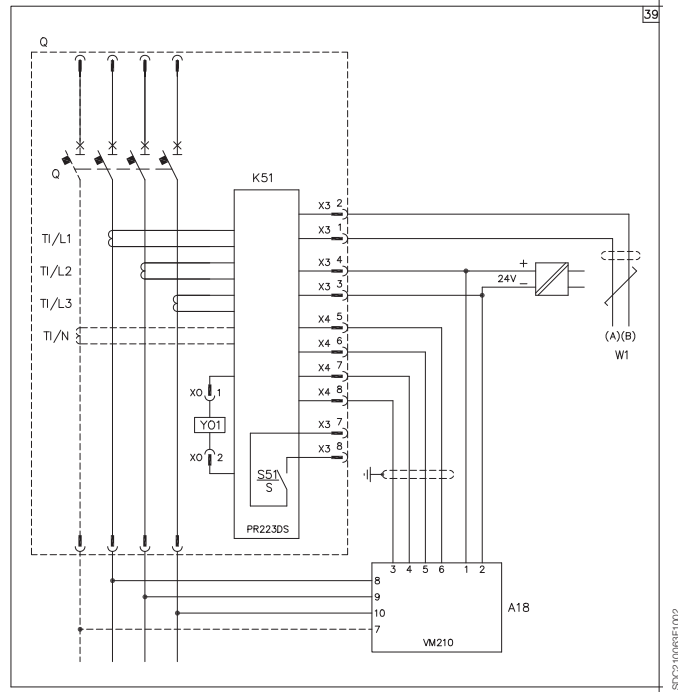 39
Q
Q
K51
X3 2
X3 1
TI/L1
X3 4
+
TI/L2
24V
X3 3
–
TI/L3
X4 5
TI/N
X4 6
(A)(B)
W1
X4 7
X0 1
X4 8
Y01
X3 7
X0 2
X3 8
S51
S
PR223DS
3 4 5 6 1 2
8
9
A18
10
7
VM210
SDC210063F1002